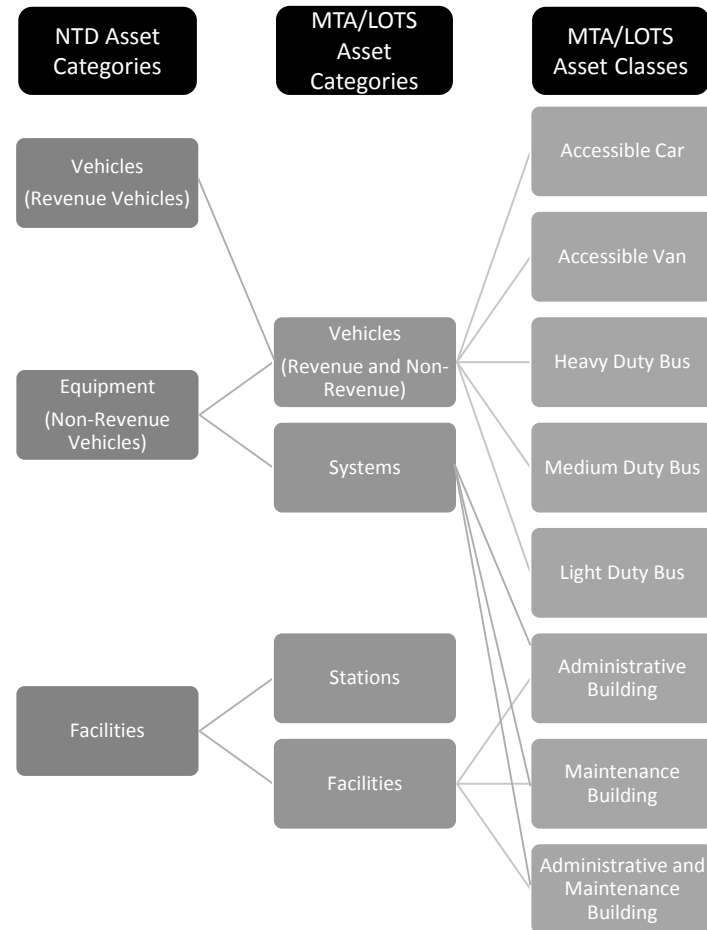 NTD Asset
Categories
MTA/LOTS
Asset
Categories
MTA/LOTS
Asset Classes
Vehicles
(Revenue Vehicles)
Equipment
(Non-Revenue
Vehicles)
Facilities
Vehicles
(Revenue and Non-
Revenue)
Systems
Stations
Facilities
Accessible Car
Accessible Van
Heavy Duty Bus
Medium Duty Bus
Light Duty Bus
Administrative
Building
Maintenance
Building
Administrative and
Maintenance
Building